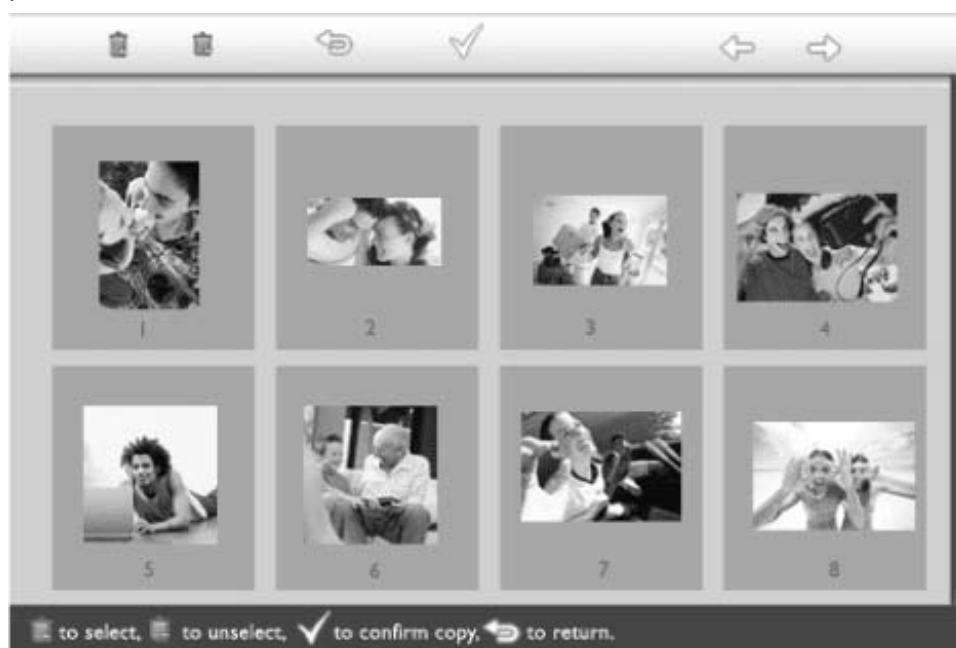 1 2 3 4
5 6 7 8
to select, to unselect, to confirm copy, to return.